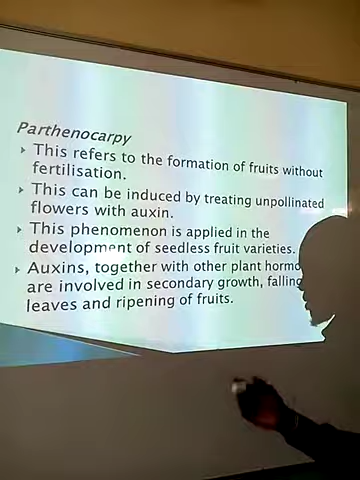 Parthenocarpy
This refers to the formation of fruits without
fertilisation.
This can be induced by treating unpollinated
flowers with auxin.
This phenomenon is applied in the
development of seedless fruit varieties.
Auxins, together with other plant
are involved in secondary growth, falling
leaves and ripening of fruits.